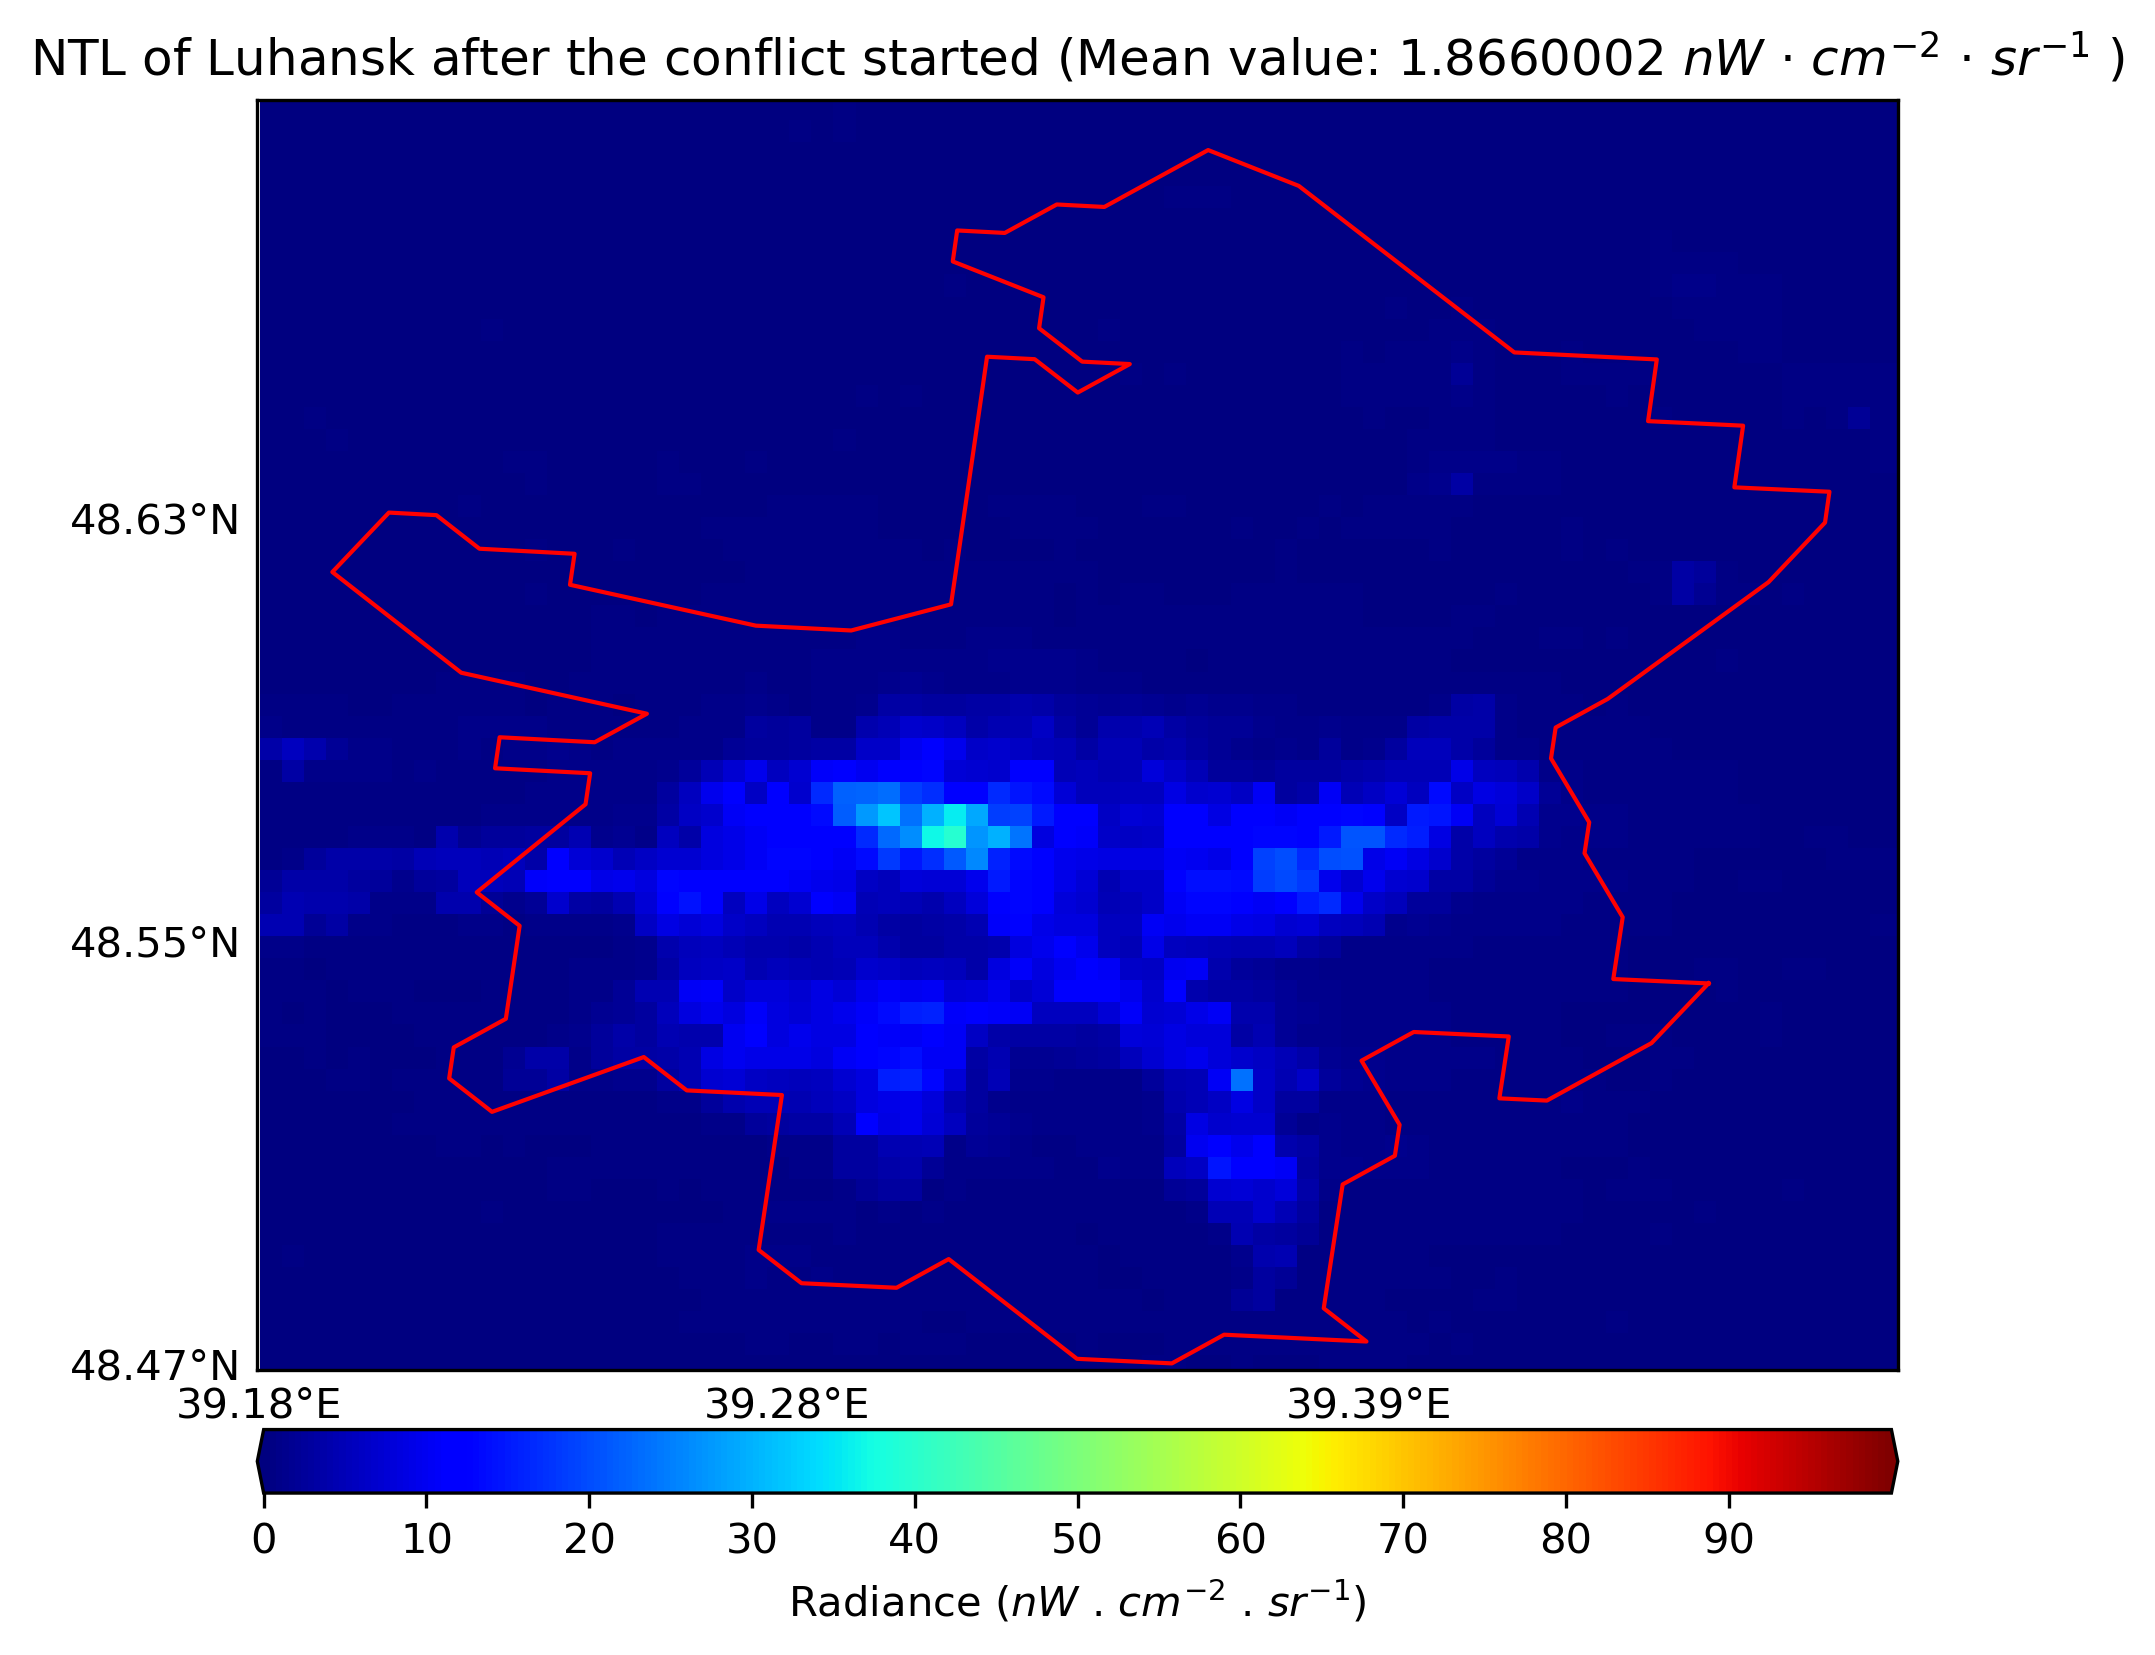 NTL of Luhansk after the conflict started (Mean value: 1.8660002 nW · cm⁻² · sr⁻¹ )
48.63°N
48.55°N
48.47°N
39.18°E 39.28°E 39.39°E
0 10 20 30 40 50 60 70 80 90
Radiance (nW . cm⁻² . sr⁻¹)